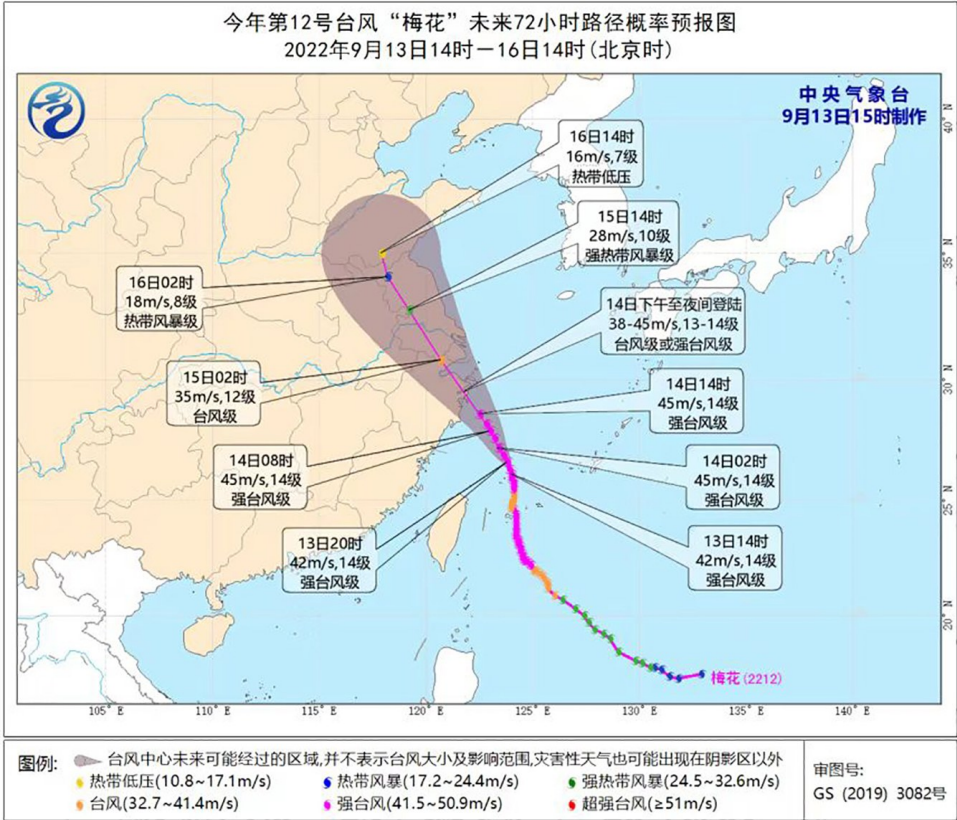 今年第12号台风“梅花”未来72小时路径概率预报图
2022年9月13日14时—16日14时(北京时)
中央气象台
9月13日15时制作
40° N
16日14时
16m/s,7级
热带低压
15日14时
28m/s,10级
强热带风暴级
35° N
16日02时
18m/s,8级
热带风暴级
14日下午至夜间登陆
38-45m/s,13-14级
台风级或强台风级
30° N
15日02时
35m/s,12级
台风级
14日14时
45m/s,14级
强台风级
14日08时
45m/s,14级
强台风级
14日02时
45m/s,14级
强台风级
25° N
13日20时
42m/s,14级
强台风级
13日14时
42m/s,14级
强台风级
20° N
梅花(2212)
105° E
110° E
115° E
120° E
125° E
130° E
135° E
140° E
图例:
台风中心未来可能经过的区域,并不表示台风大小及影响范围,灾害性天气也可能出现在阴影区以外
热带低压(10.8~17.1m/s)
热带风暴(17.2~24.4m/s)
强热带风暴(24.5~32.6m/s)
台风(32.7~41.4m/s)
强台风(41.5~50.9m/s)
超强台风(≥51m/s)
审图号:
GS (2019) 3082号